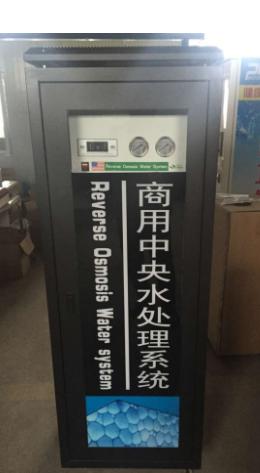 Reverse Osmosis Water System
商用中央水处理系统
Reverse Osmosis Water system